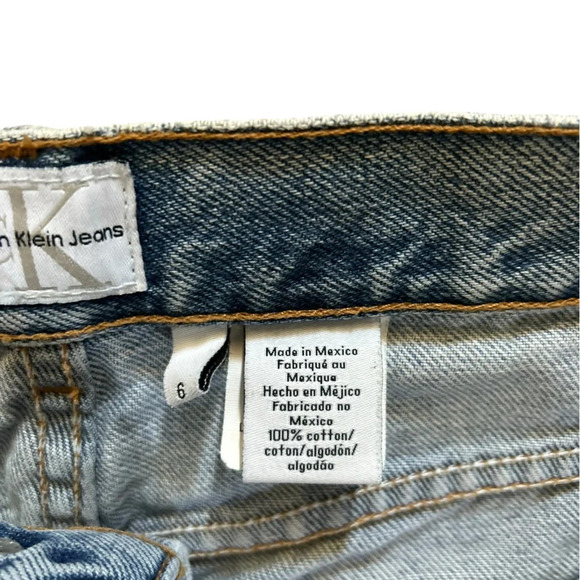 CK
n Klein Jeans
6
Made in Mexico
Fabriqué au
Mexique
Hecho en Méjico
Fabricado no
México
100% cotton/
coton/algodón/
algodão